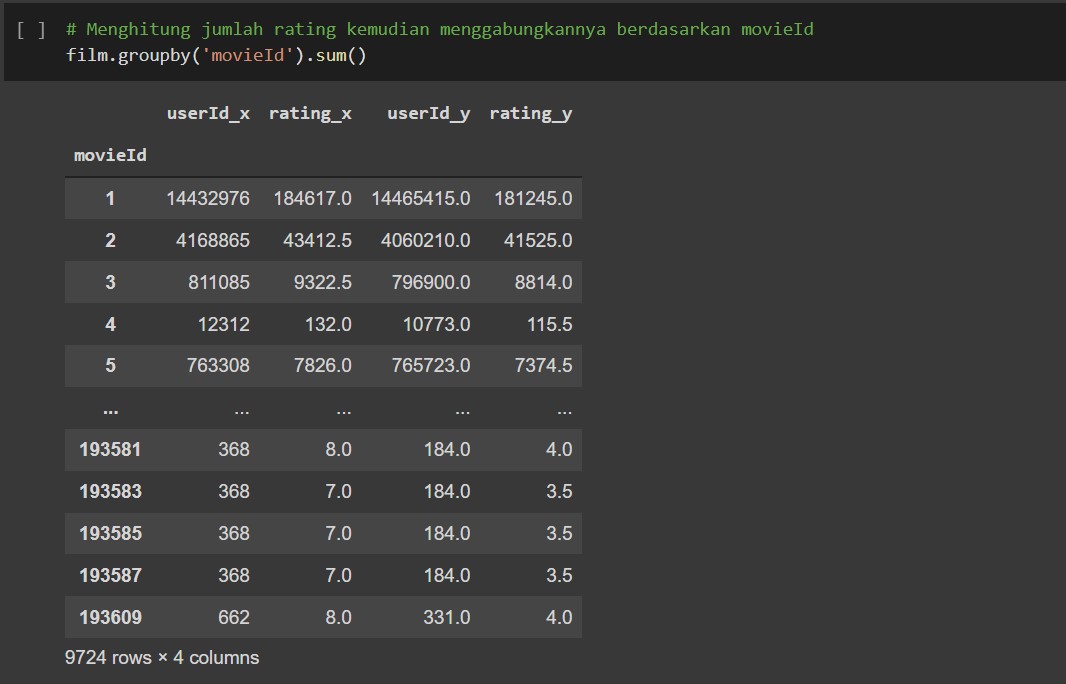 [ ] # Menghitung jumlah rating kemudian menggabungkannya berdasarkan movieId
film.groupby('movieId').sum()
userId_x rating_x userId_y rating_y
movieId
1 14432976 184617.0 14465415.0 181245.0
2 4168865 43412.5 4060210.0 41525.0
3 811085 9322.5 796900.0 8814.0
4 12312 132.0 10773.0 115.5
5 763308 7826.0 765723.0 7374.5
... ... ... ... ...
193581 368 8.0 184.0 4.0
193583 368 7.0 184.0 3.5
193585 368 7.0 184.0 3.5
193587 368 7.0 184.0 3.5
193609 662 8.0 331.0 4.0
9724 rows × 4 columns